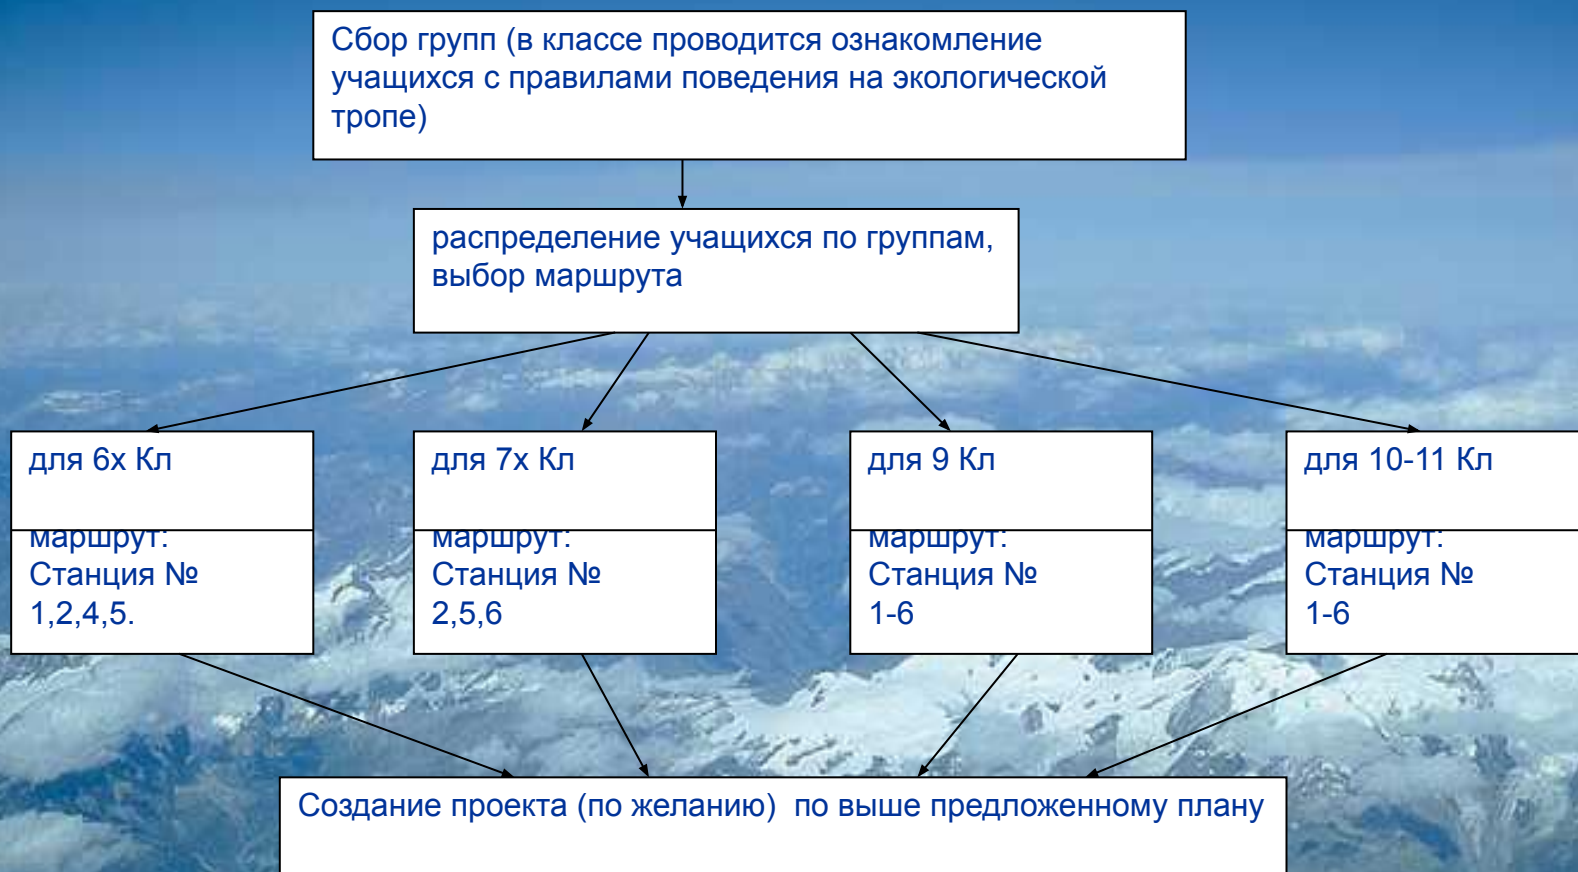 Сбор групп (в классе проводится ознакомление
учащихся с правилами поведения на экологической
тропе)
распределение учащихся по группам,
выбор маршрута
для 6х Кл
маршрут:
Станция №
1,2,4,5.
для 7х Кл
маршрут:
Станция №
2,5,6
для 9 Кл
маршрут:
Станция №
1-6
для 10-11 Кл
маршрут:
Станция №
1-6
Создание проекта (по желанию)  по выше предложенному плану